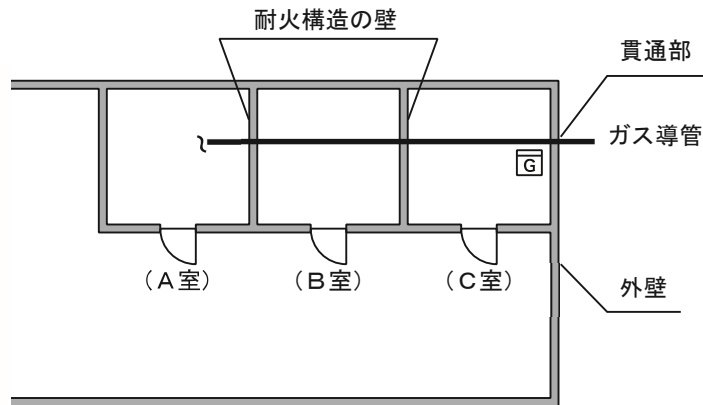 耐火構造の壁
貫通部
ガス導管
G
（A室）
（B室）
（C室）
外壁